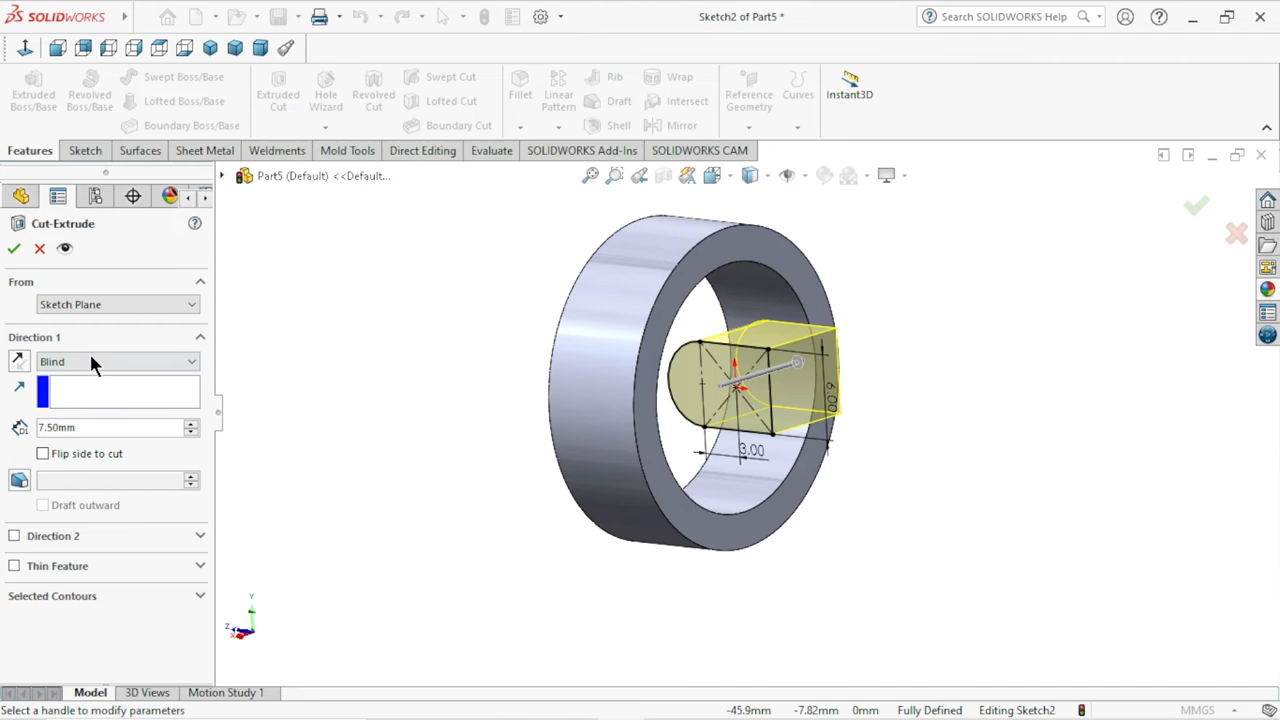 SOLIDWORKS
Sketch2 of Part5 *
Search SOLIDWORKS Help
Extruded Boss/Base
Revolved Boss/Base
Swept Boss/Base
Lofted Boss/Base
Boundary Boss/Base
Extruded Cut
Hole Wizard
Revolved Cut
Swept Cut
Lofted Cut
Boundary Cut
Fillet
Linear Pattern
Rib
Draft
Shell
Wrap
Intersect
Mirror
Reference Geometry
Curves
Instant3D
Features
Sketch
Surfaces
Sheet Metal
Weldments
Mold Tools
Direct Editing
Evaluate
SOLIDWORKS Add-Ins
SOLIDWORKS CAM
Part5 (Default) <<Default...
Cut-Extrude
From
Sketch Plane
Direction 1
Blind
D1
7.50mm
Flip side to cut
Draft outward
Direction 2
Thin Feature
Selected Contours
6.00
3.00
Y
Z
X
Model
3D Views
Motion Study 1
Select a handle to modify parameters
-45.9mm
-7.82mm
0mm
Fully Defined
Editing Sketch2
MMGS